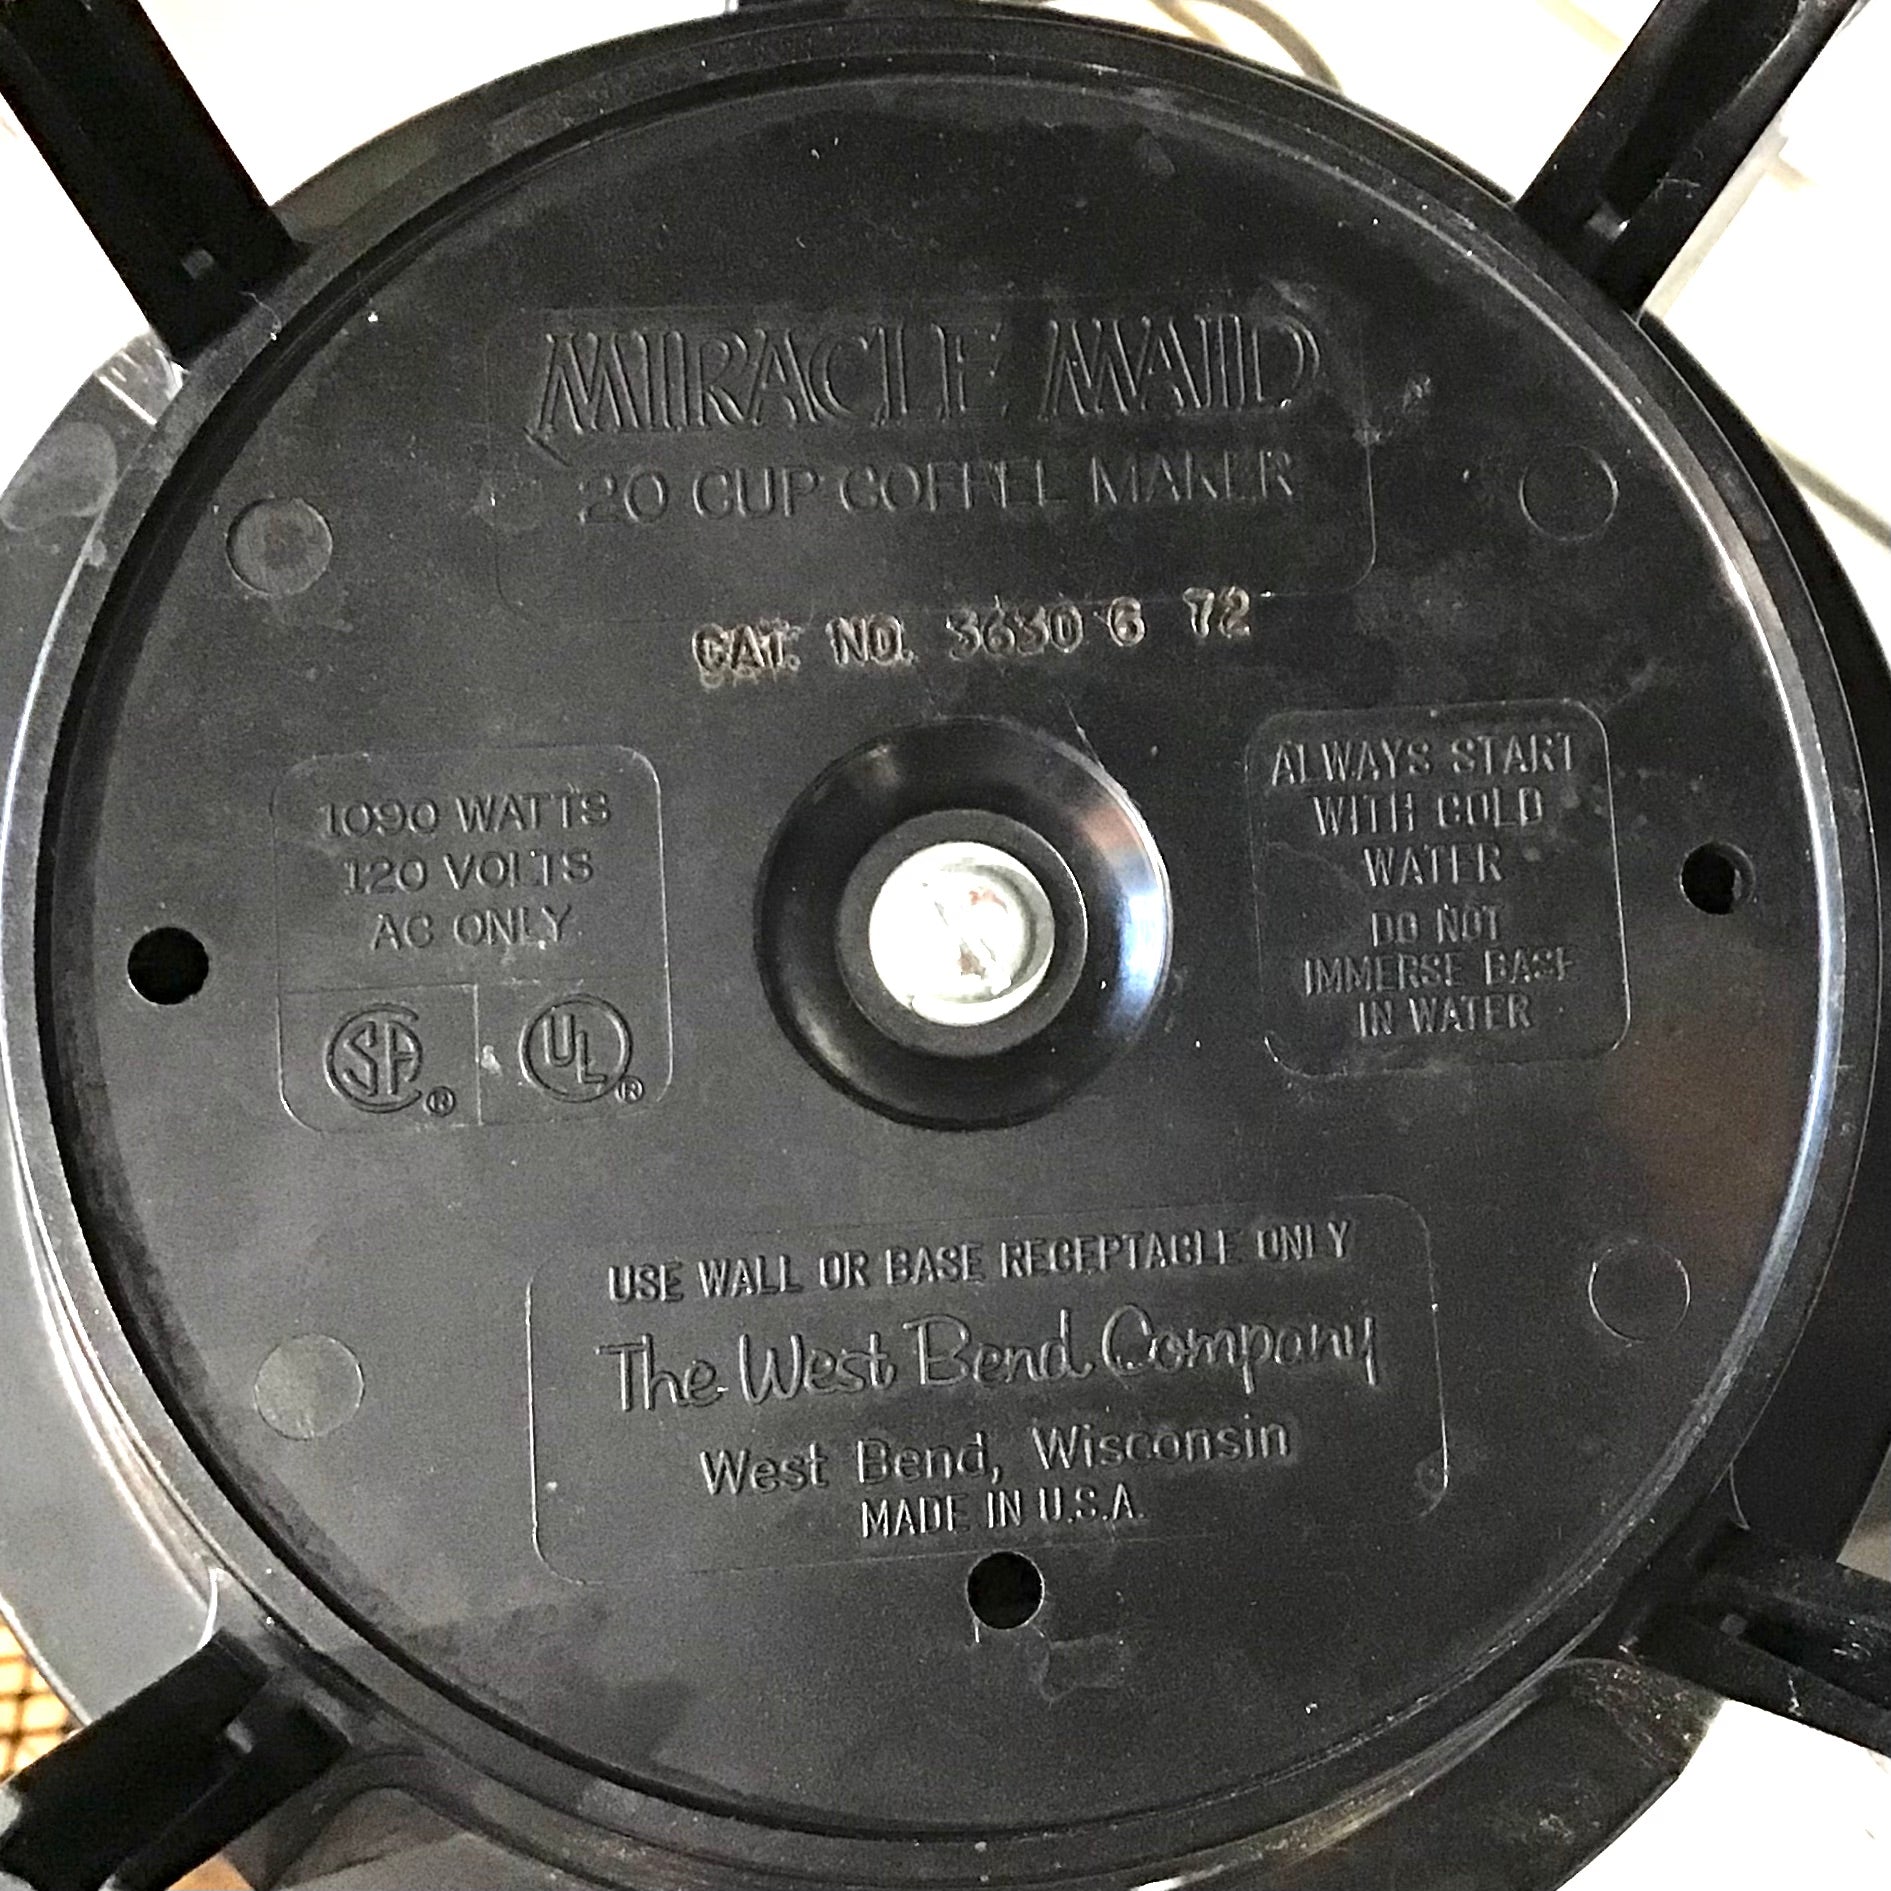 MIRACLE MAID
20 CUP COFFEE MAKER
CAT. NO. 3630 6 72
1090 WATTS
120 VOLTS
AC ONLY
SA ®
UL ®
ALWAYS START
WITH COLD
WATER
DO NOT
IMMERSE BASE
IN WATER
USE WALL OR BASE RECEPTACLE ONLY
The West Bend Company
West Bend, Wisconsin
MADE IN U.S.A.